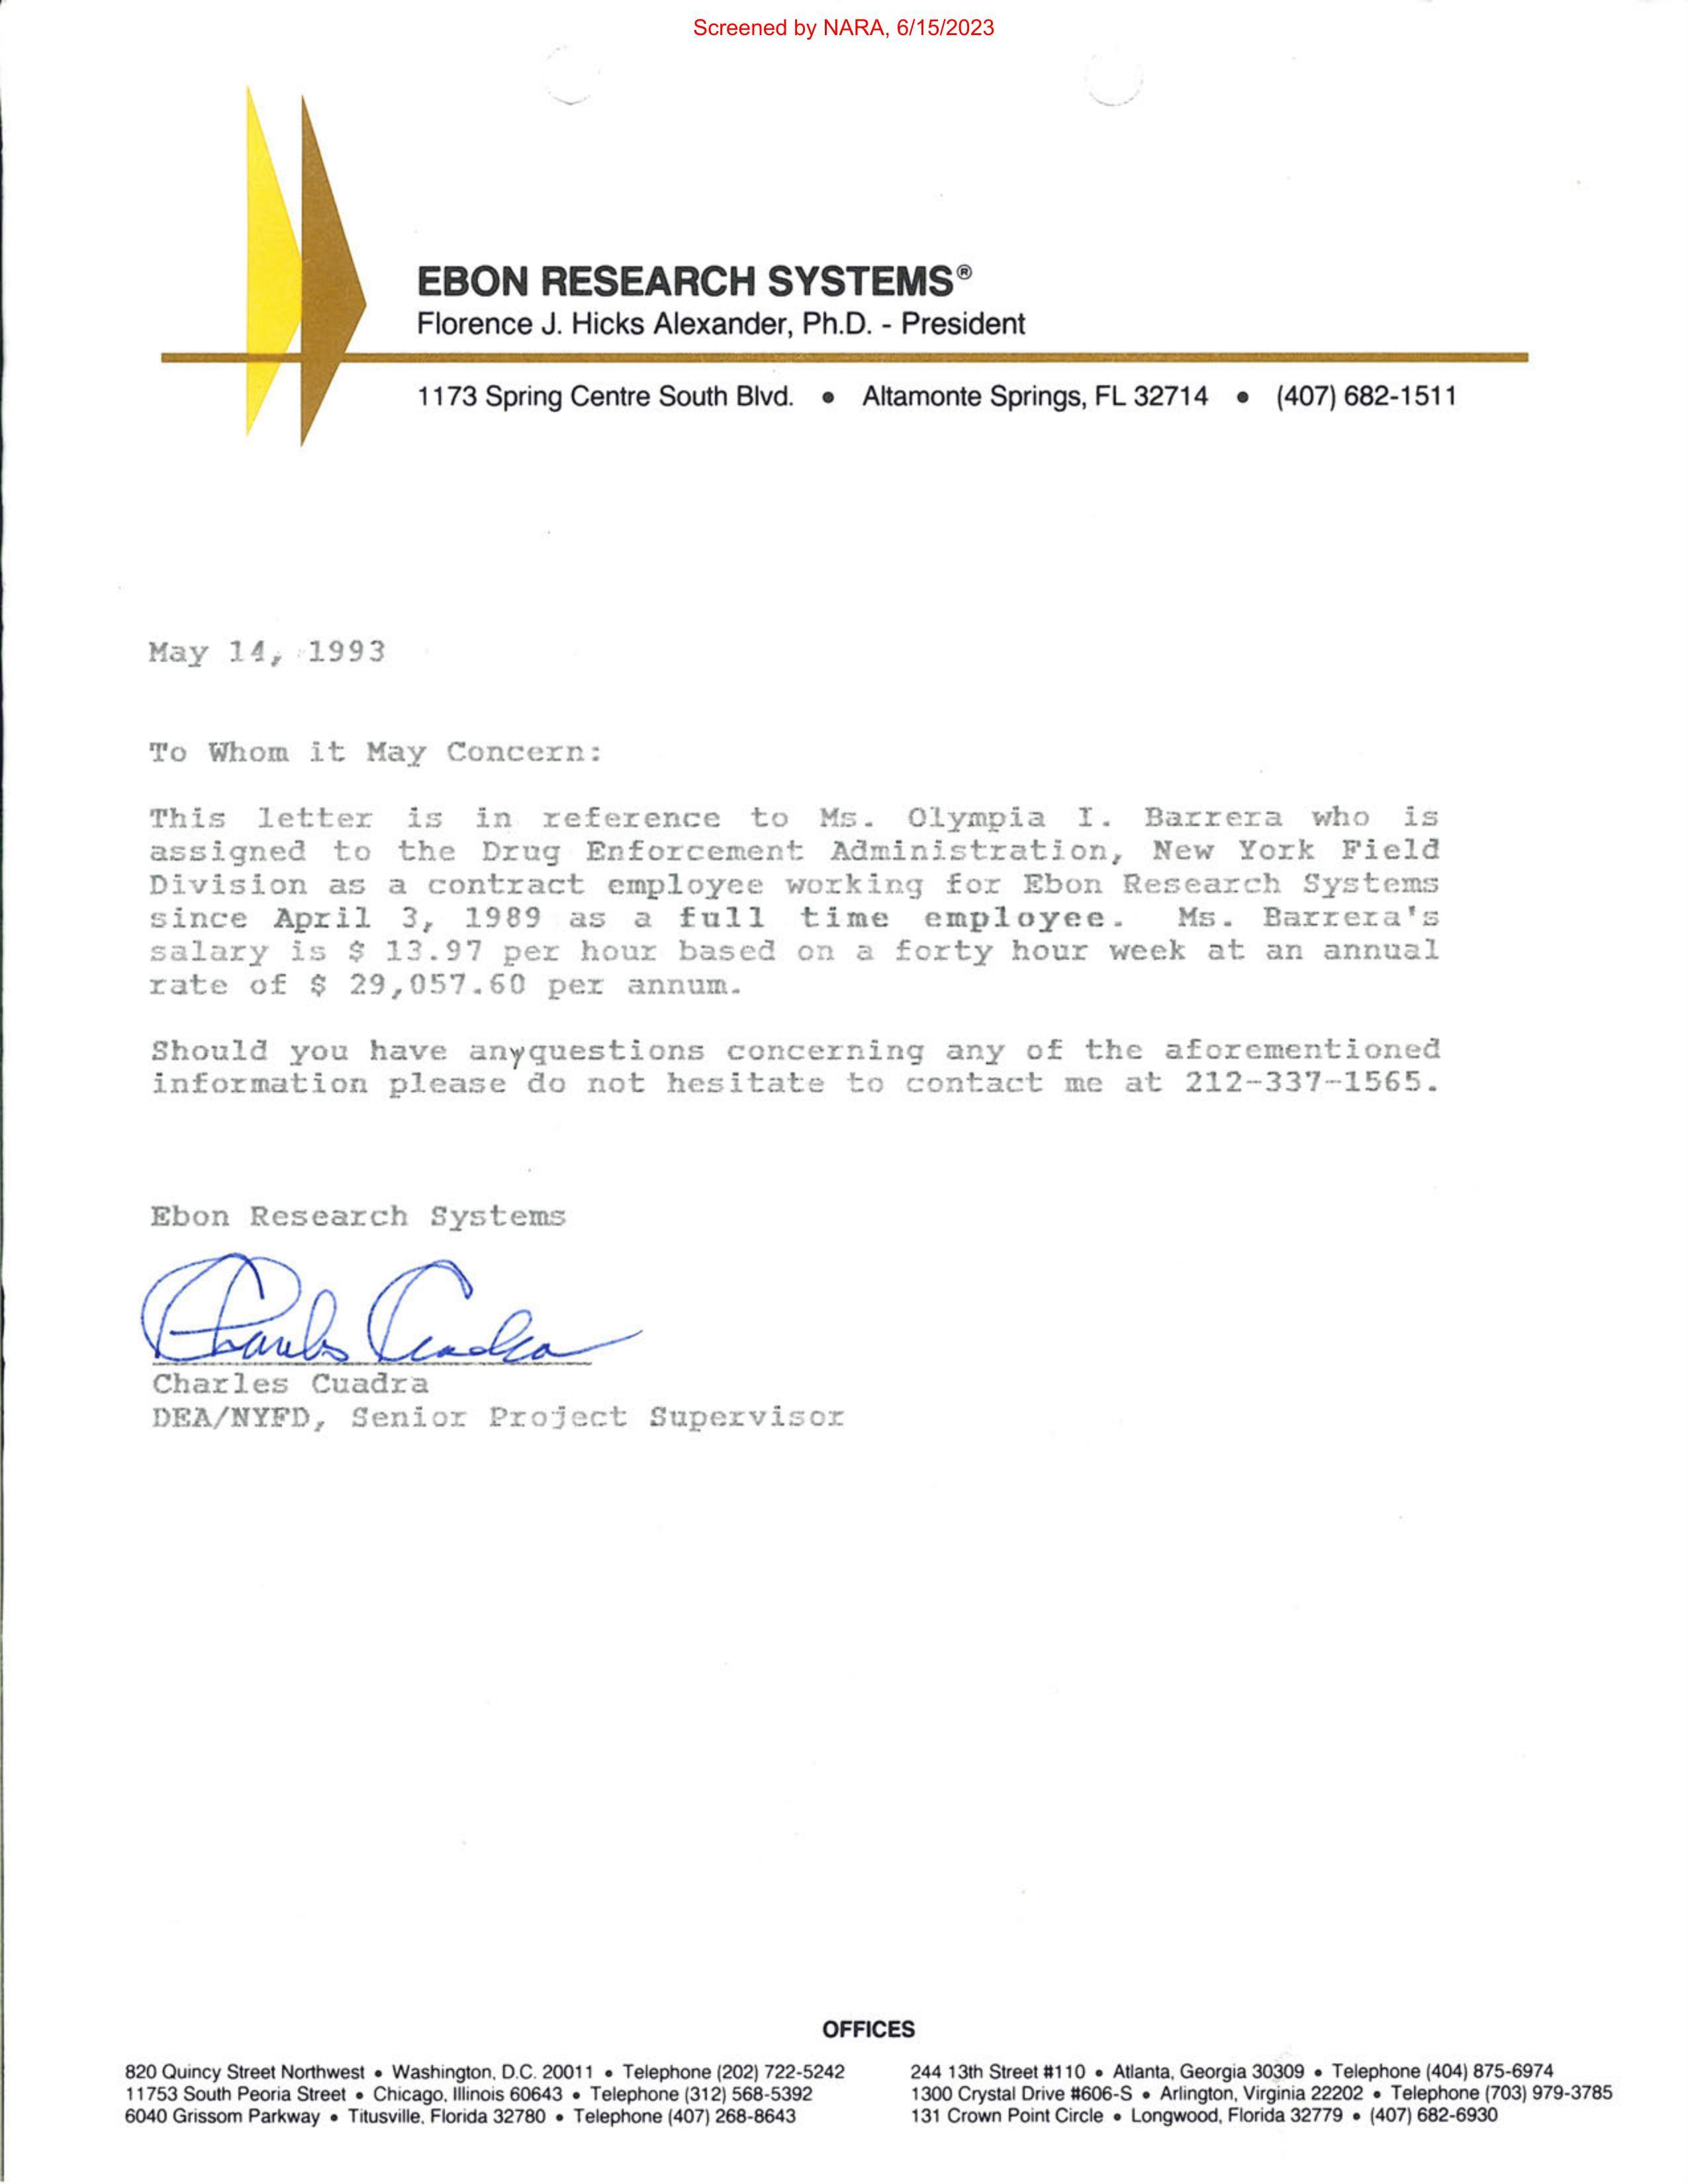 Screened by NARA, 6/15/2023
EBON RESEARCH SYSTEMS®
Florence J. Hicks Alexander, Ph.D. - President
1173 Spring Centre South Blvd. • Altamonte Springs, FL 32714 • (407) 682-1511
May 14, 1993
To Whom it May Concern:
This letter is in reference to Ms. Olympia I. Barrera who is
assigned to the Drug Enforcement Administration, New York Field
Division as a contract employee working for Ebon Research Systems
since April 3, 1989 as a full time employee. Ms. Barrera's
salary is $ 13.97 per hour based on a forty hour week at an annual
rate of $ 29,057.60 per annum.
Should you have anyquestions concerning any of the aforementioned
information please do not hesitate to contact me at 212-337-1565.
Ebon Research Systems
Charles Cuadra
Charles Cuadra
DEA/NYFD, Senior Project Supervisor
OFFICES
820 Quincy Street Northwest • Washington, D.C. 20011 • Telephone (202) 722-5242
11753 South Peoria Street • Chicago, Illinois 60643 • Telephone (312) 568-5392
6040 Grissom Parkway • Titusville, Florida 32780 • Telephone (407) 268-8643
244 13th Street #110 • Atlanta, Georgia 30309 • Telephone (404) 875-6974
1300 Crystal Drive #606-S • Arlington, Virginia 22202 • Telephone (703) 979-3785
131 Crown Point Circle • Longwood, Florida 32779 • (407) 682-6930